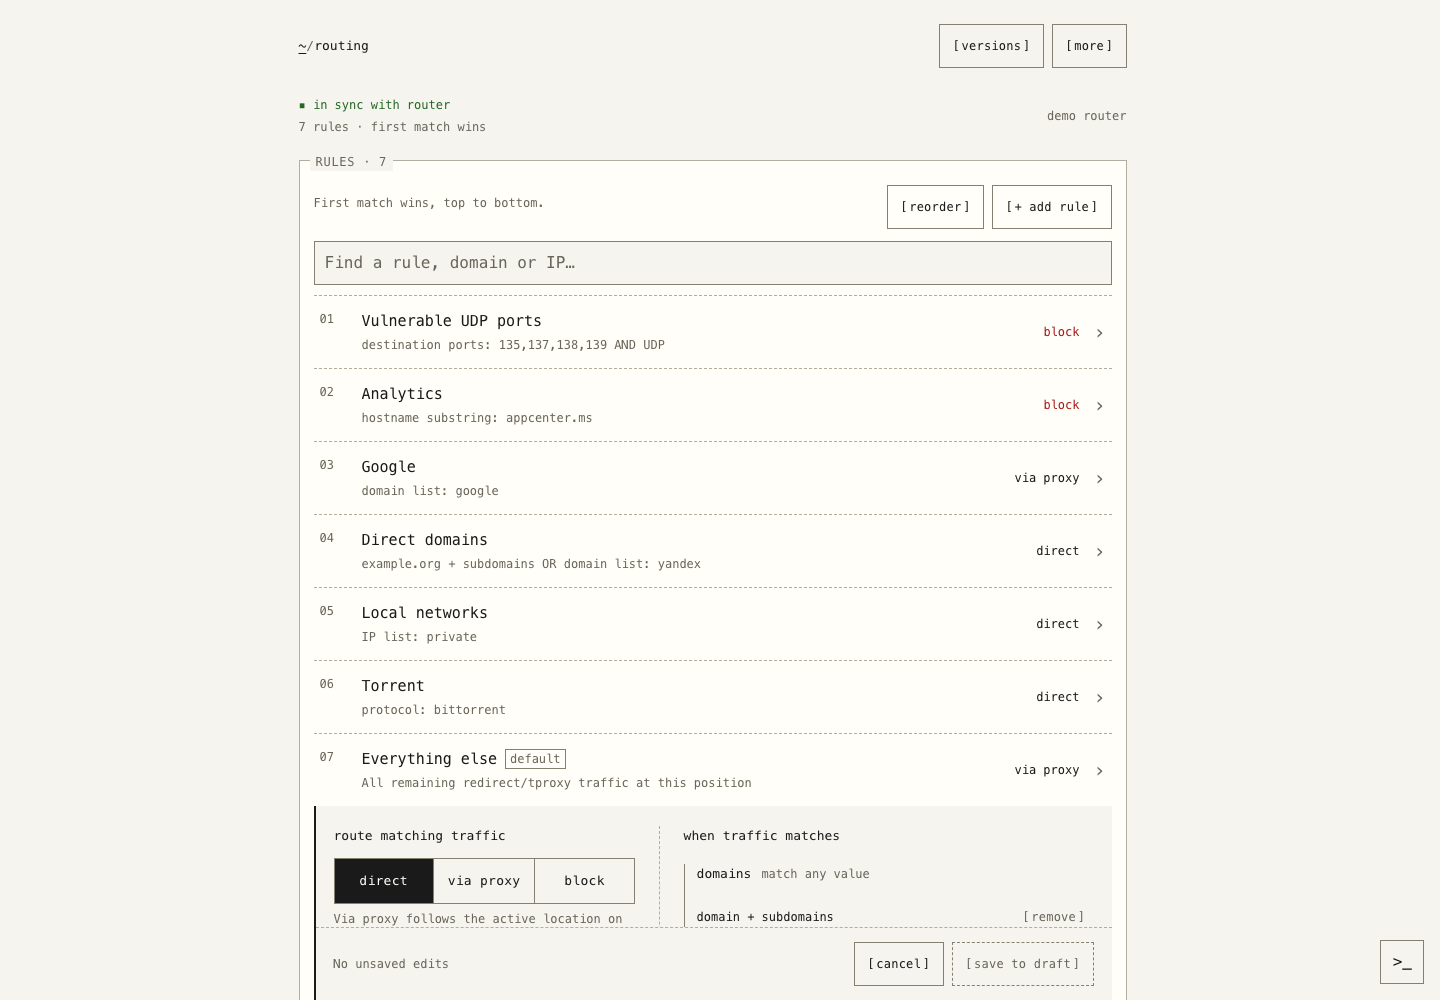 ~/routing
[versions] [more]
▪ in sync with router
7 rules · first match wins
demo router
RULES · 7
First match wins, top to bottom.
[reorder] [+ add rule]
Find a rule, domain or IP…
01 Vulnerable UDP ports
destination ports: 135,137,138,139 AND UDP
block ›
02 Analytics
hostname substring: appcenter.ms
block ›
03 Google
domain list: google
via proxy ›
04 Direct domains
example.org + subdomains OR domain list: yandex
direct ›
05 Local networks
IP list: private
direct ›
06 Torrent
protocol: bittorrent
direct ›
07 Everything else default
All remaining redirect/tproxy traffic at this position
via proxy ›
route matching traffic
direct via proxy block
Via proxy follows the active location on
when traffic matches
domains match any value
domain + subdomains [remove]
No unsaved edits
[cancel] [save to draft]
>_